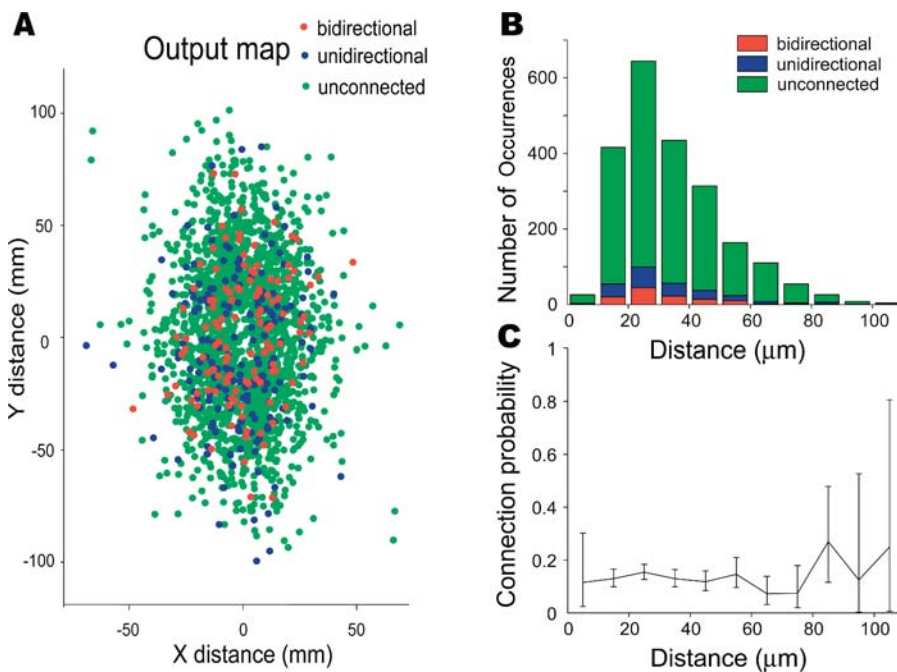 A
Output map
bidirectional
unidirectional
unconnected
Y distance (mm)
100
50
0
-50
-100
-50
0
50
X distance (mm)
B
bidirectional
unidirectional
unconnected
Number of Occurrences
600
400
200
0
0
20
40
60
80
100
Distance (μm)
C
Connection probability
1
0.8
0.6
0.4
0.2
0
0
20
40
60
80
100
Distance (μm)